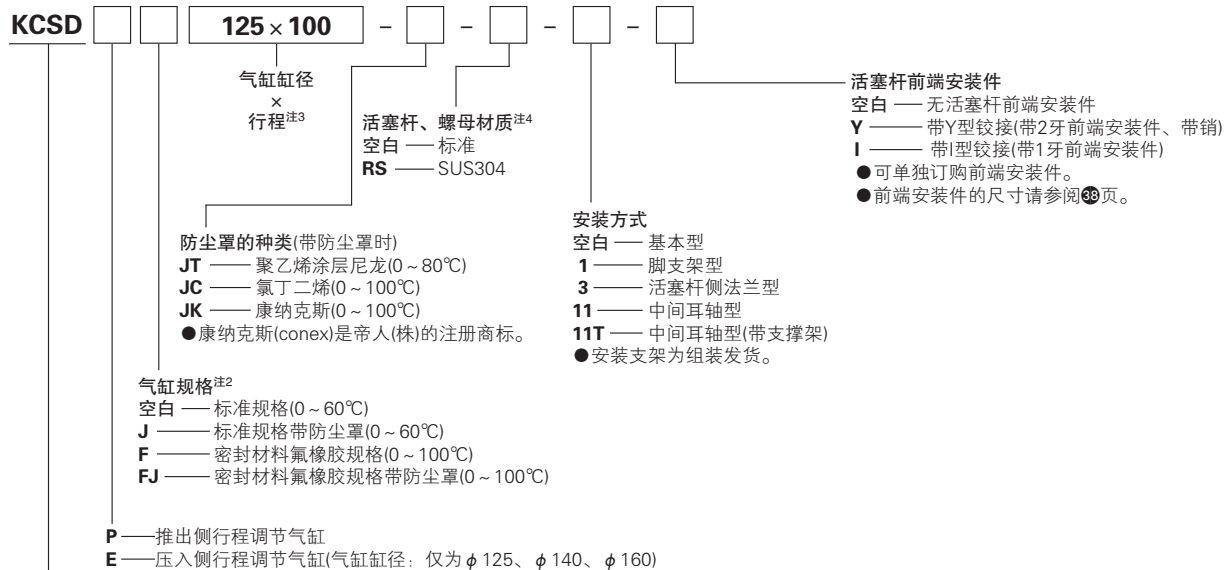 KCSD 125×100 – – – –
气缸缸径
×
行程注3
活塞杆、螺母材质注4
空白 — 标准
RS — SUS304
活塞杆前端安装件
空白 — 无活塞杆前端安装件
Y — 带Y型铰接(带2牙前端安装件、带销)
I — 带I型铰接(带1牙前端安装件)
●可单独订购前端安装件。
●前端安装件的尺寸请参阅38页。
防尘罩的种类(带防尘罩时)
JT — 聚乙烯涂层尼龙(0~80℃)
JC — 氯丁二烯(0~100℃)
JK — 康纳克斯(0~100℃)
●康纳克斯(conex)是帝人(株)的注册商标。
安装方式
空白 — 基本型
1 — 脚支架型
3 — 活塞杆侧法兰型
11 — 中间耳轴型
11T — 中间耳轴型(带支撑架)
●安装支架为组装发货。
气缸规格注2
空白 — 标准规格(0~60℃)
J — 标准规格带防尘罩(0~60℃)
F — 密封材料氟橡胶规格(0~100℃)
FJ — 密封材料氟橡胶规格带防尘罩(0~100℃)
P — 推出侧行程调节气缸
E — 压入侧行程调节气缸(气缸缸径：仅为φ125、φ140、φ160)